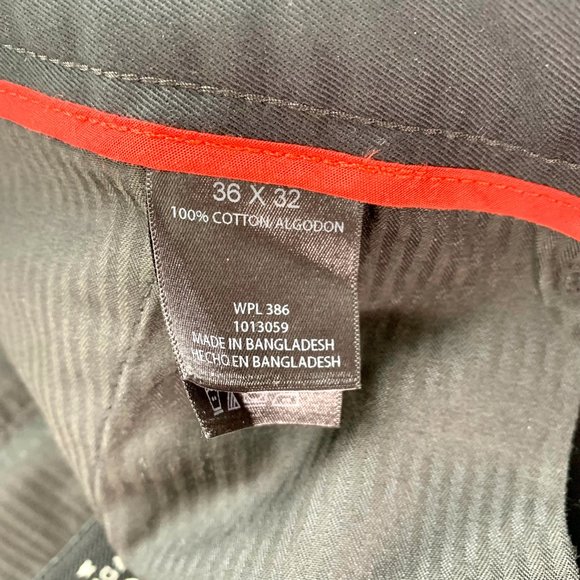 36 X 32
100% COTTON/ALGODON
WPL 386
1013059
MADE IN BANGLADESH
HECHO EN BANGLADESH